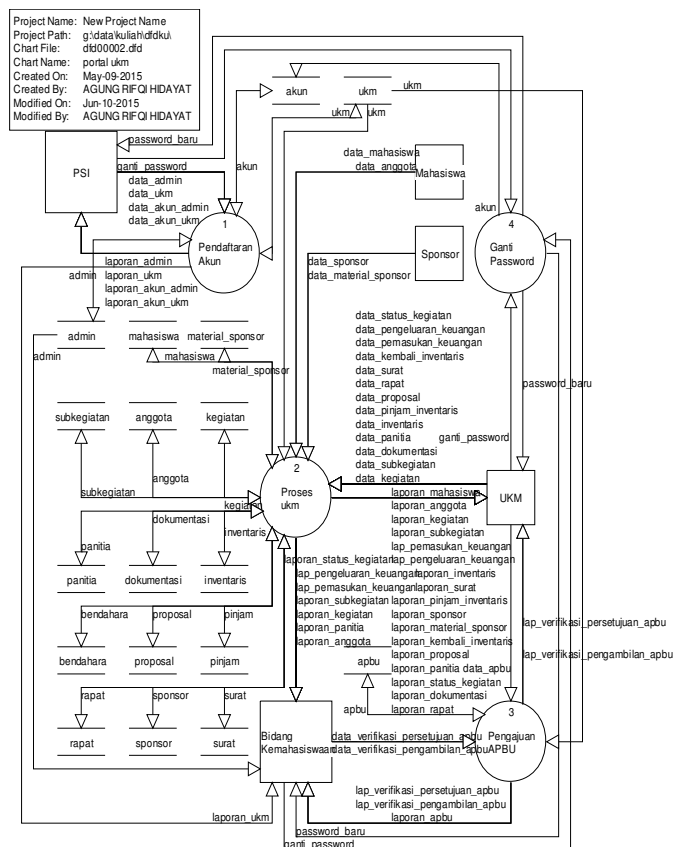 Project Name: New Project Name
Project Path: g:\data\kuliah\dfdku\
Chart File: dfd00002.dfd
Chart Name: portal ukm
Created On: May-09-2015
Created By: AGUNG RIFQI HIDAYAT
Modified On: Jun-10-2015
Modified By: AGUNG RIFQI HIDAYAT
akun
ukm
ukm
ukm
ukm
password_baru
PSI
ganti_password
data_admin
data_ukm
data_akun_admin
data_akun_ukm
akun
data_mahasiswa
data_anggota
Mahasiswa
akun
1
Pendaftaran
Akun
4
Ganti
Password
Sponsor
data_sponsor
data_material_sponsor
laporan_admin
admin
laporan_ukm
laporan_akun_admin
laporan_akun_ukm
admin
mahasiswa
material_sponsor
admin
mahasiswa
material_sponsor
data_status_kegiatan
data_pengeluaran_keuangan
data_pemasukan_keuangan
data_kembali_inventaris
data_surat
data_rapat
data_proposal
data_pinjam_inventaris
data_inventaris
data_panitia
data_dokumentasi
data_subkegiatan
data_kegiatan
password_baru
ganti_password
subkegiatan
anggota
kegiatan
2
Proses
ukm
anggota
subkegiatan
kegiatan
UKM
dokumentasi
panitia
inventaris
panitia
dokumentasi
inventaris
laporan_mahasiswa
laporan_anggota
laporan_kegiatan
laporan_subkegiatan
lap_pemasukan_keuangan
lap_pengeluaran_keuangan
laporan_inventaris
laporan_surat
laporan_pinjam_inventaris
laporan_sponsor
laporan_material_sponsor
laporan_kembali_inventaris
laporan_proposal
laporan_panitia
data_apbu
laporan_status_kegiatan
laporan_dokumentasi
laporan_rapat
laporan_status_kegiatan
lap_pengeluaran_keuangan
lap_pemasukan_keuangan
laporan_subkegiatan
laporan_kegiatan
laporan_panitia
laporan_anggota
bendahara
proposal
pinjam
bendahara
proposal
pinjam
lap_verifikasi_persetujuan_apbu
lap_verifikasi_pengambilan_apbu
apbu
apbu
rapat
sponsor
surat
rapat
sponsor
surat
Bidang
Kemahasiswaan
data_verifikasi_persetujuan_apbu
data_verifikasi_pengambilan_apbu
3
Pengajuan
APBU
lap_verifikasi_persetujuan_apbu
lap_verifikasi_pengambilan_apbu
laporan_apbu
laporan_ukm
password_baru
ganti_password